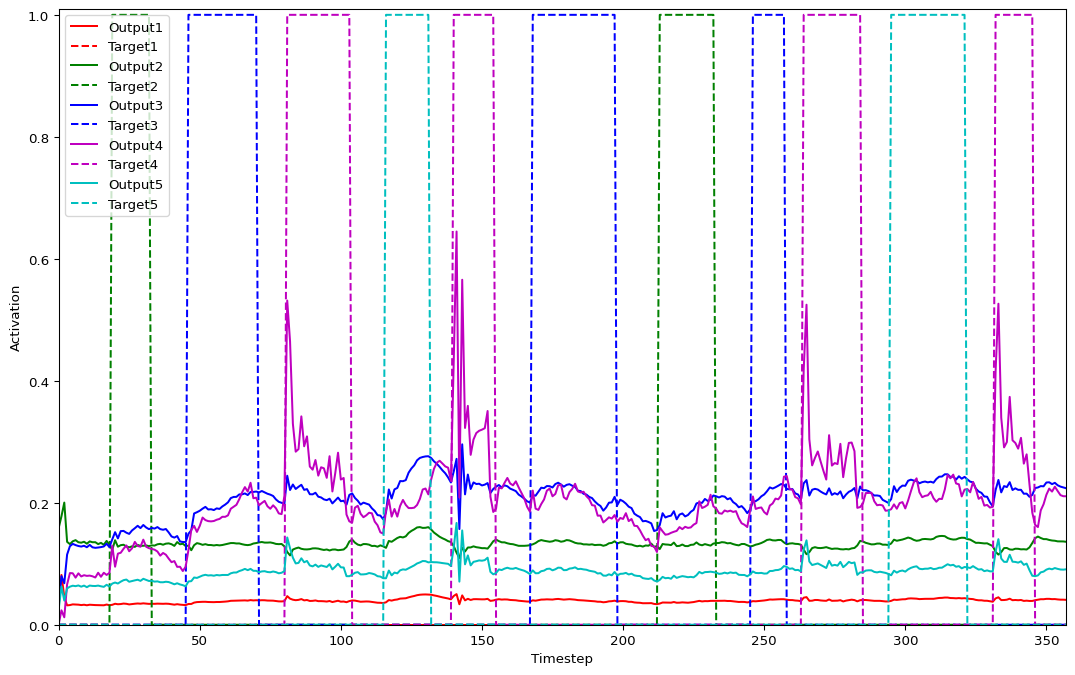 1.0
0.8
0.6
0.4
0.2
0.0
Activation
Output1
Target1
Output2
Target2
Output3
Target3
Output4
Target4
Output5
Target5
0 50 100 150 200 250 300 350
Timestep